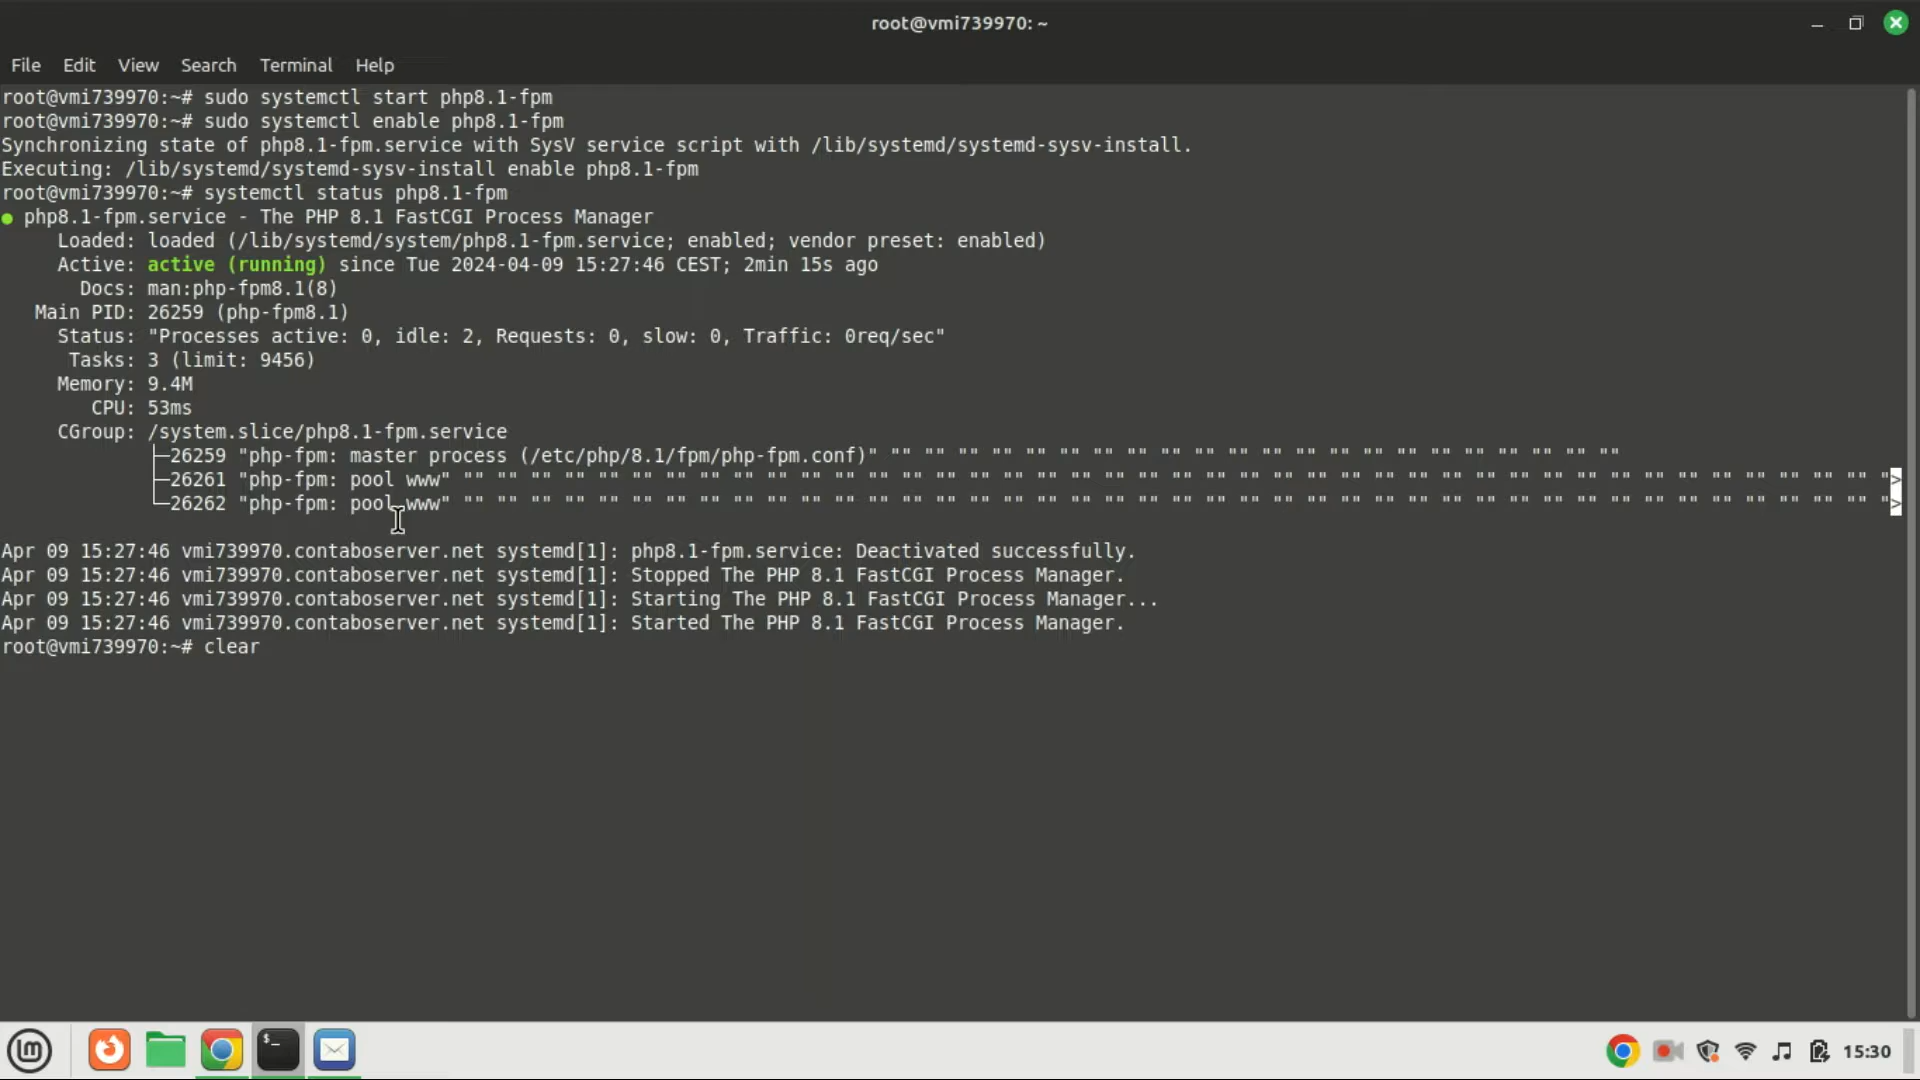 root@vmi739970: ~
File Edit View Search Terminal Help
root@vmi739970:~# sudo systemctl start php8.1-fpm
root@vmi739970:~# sudo systemctl enable php8.1-fpm
Synchronizing state of php8.1-fpm.service with SysV service script with /lib/systemd/systemd-sysv-install.
Executing: /lib/systemd/systemd-sysv-install enable php8.1-fpm
root@vmi739970:~# systemctl status php8.1-fpm
● php8.1-fpm.service - The PHP 8.1 FastCGI Process Manager
     Loaded: loaded (/lib/systemd/system/php8.1-fpm.service; enabled; vendor preset: enabled)
     Active: active (running) since Tue 2024-04-09 15:27:46 CEST; 2min 15s ago
       Docs: man:php-fpm8.1(8)
   Main PID: 26259 (php-fpm8.1)
     Status: "Processes active: 0, idle: 2, Requests: 0, slow: 0, Traffic: 0req/sec"
      Tasks: 3 (limit: 9456)
     Memory: 9.4M
        CPU: 53ms
     CGroup: /system.slice/php8.1-fpm.service
             ├─26259 "php-fpm: master process (/etc/php/8.1/fpm/php-fpm.conf)" "" "" "" "" "" "" "" "" "" "" "" "" "" "" "" "" "" "" "" "" "" ""
             ├─26261 "php-fpm: pool www" "" "" "" "" "" "" "" "" "" "" "" "" "" "" "" "" "" "" "" "" "" "" "" "" "" "" "" "" "" "" "" "" "" "" "" "" "" "" "" "" "" "" ">
             └─26262 "php-fpm: pool www" "" "" "" "" "" "" "" "" "" "" "" "" "" "" "" "" "" "" "" "" "" "" "" "" "" "" "" "" "" "" "" "" "" "" "" "" "" "" "" "" "" "" ">
Apr 09 15:27:46 vmi739970.contaboserver.net systemd[1]: php8.1-fpm.service: Deactivated successfully.
Apr 09 15:27:46 vmi739970.contaboserver.net systemd[1]: Stopped The PHP 8.1 FastCGI Process Manager.
Apr 09 15:27:46 vmi739970.contaboserver.net systemd[1]: Starting The PHP 8.1 FastCGI Process Manager...
Apr 09 15:27:46 vmi739970.contaboserver.net systemd[1]: Started The PHP 8.1 FastCGI Process Manager.
root@vmi739970:~# clear
15:30